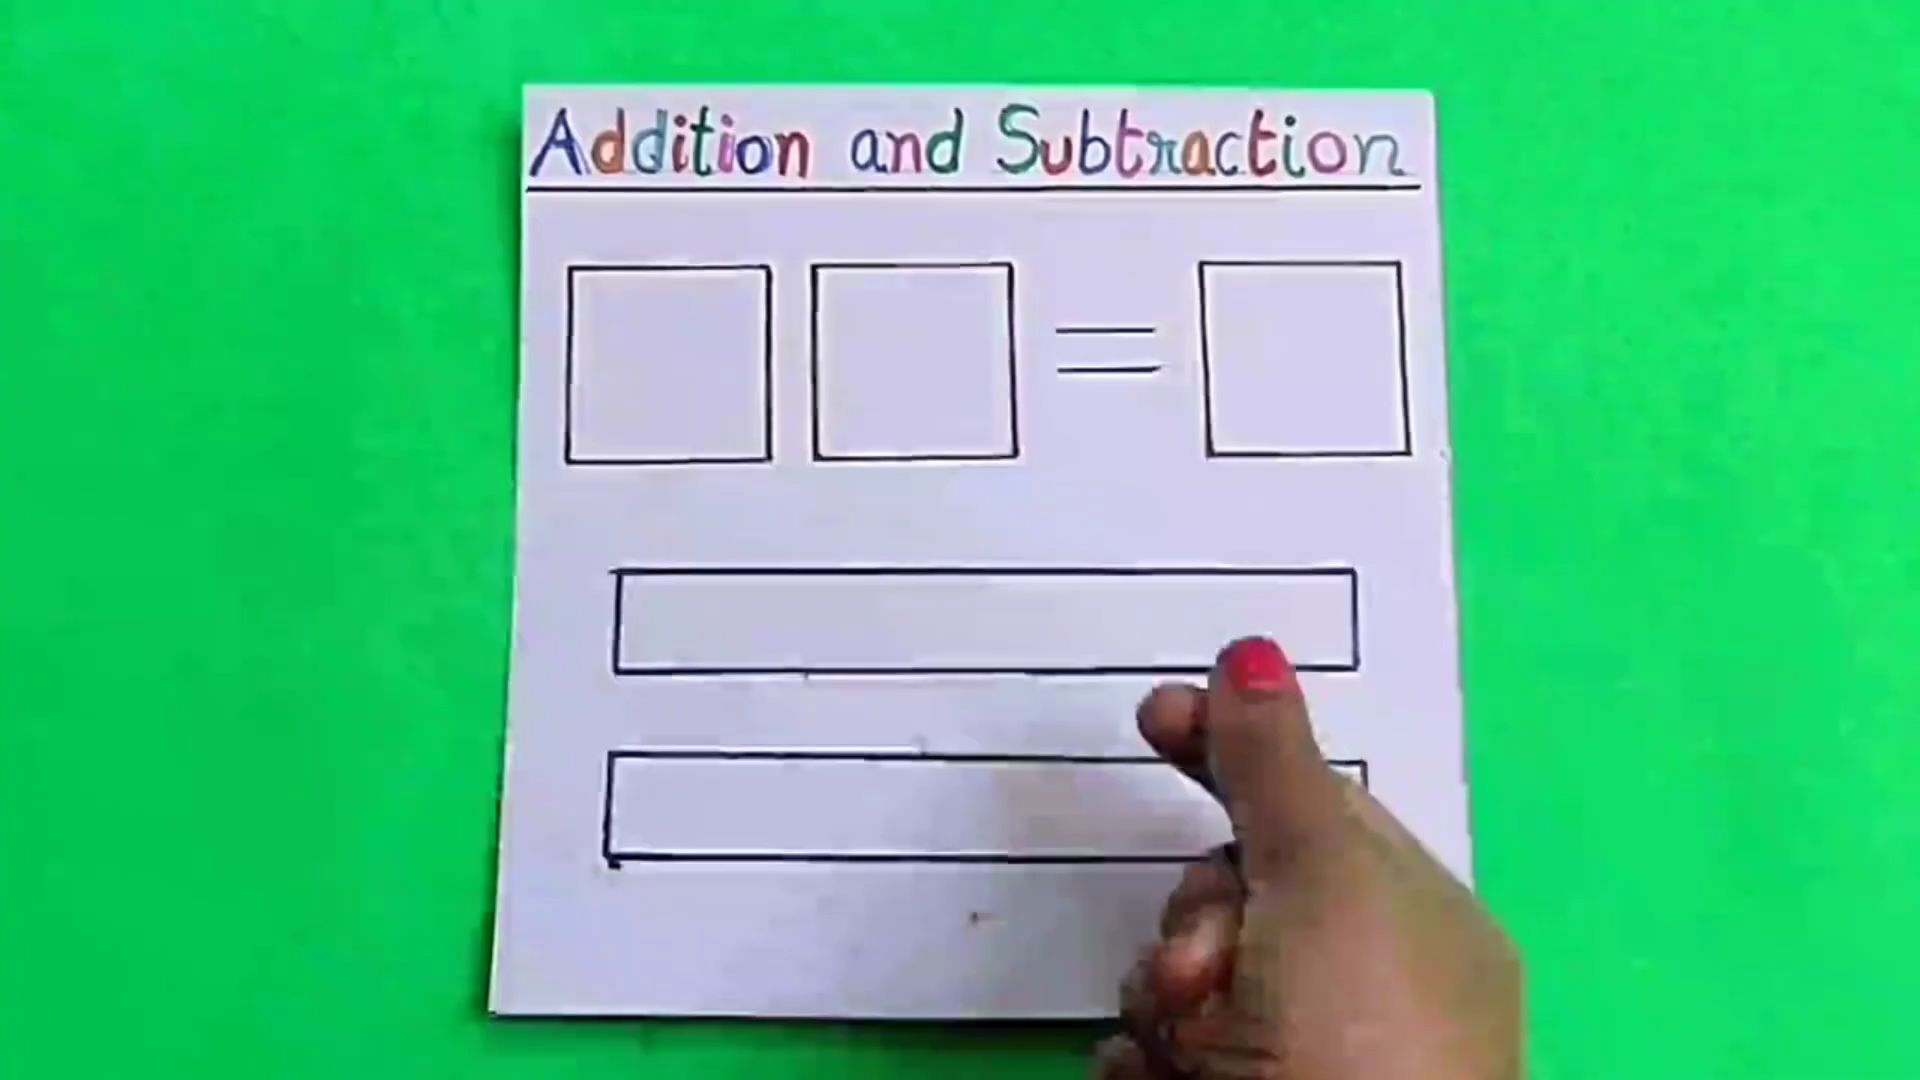 Addition and Subtraction
=